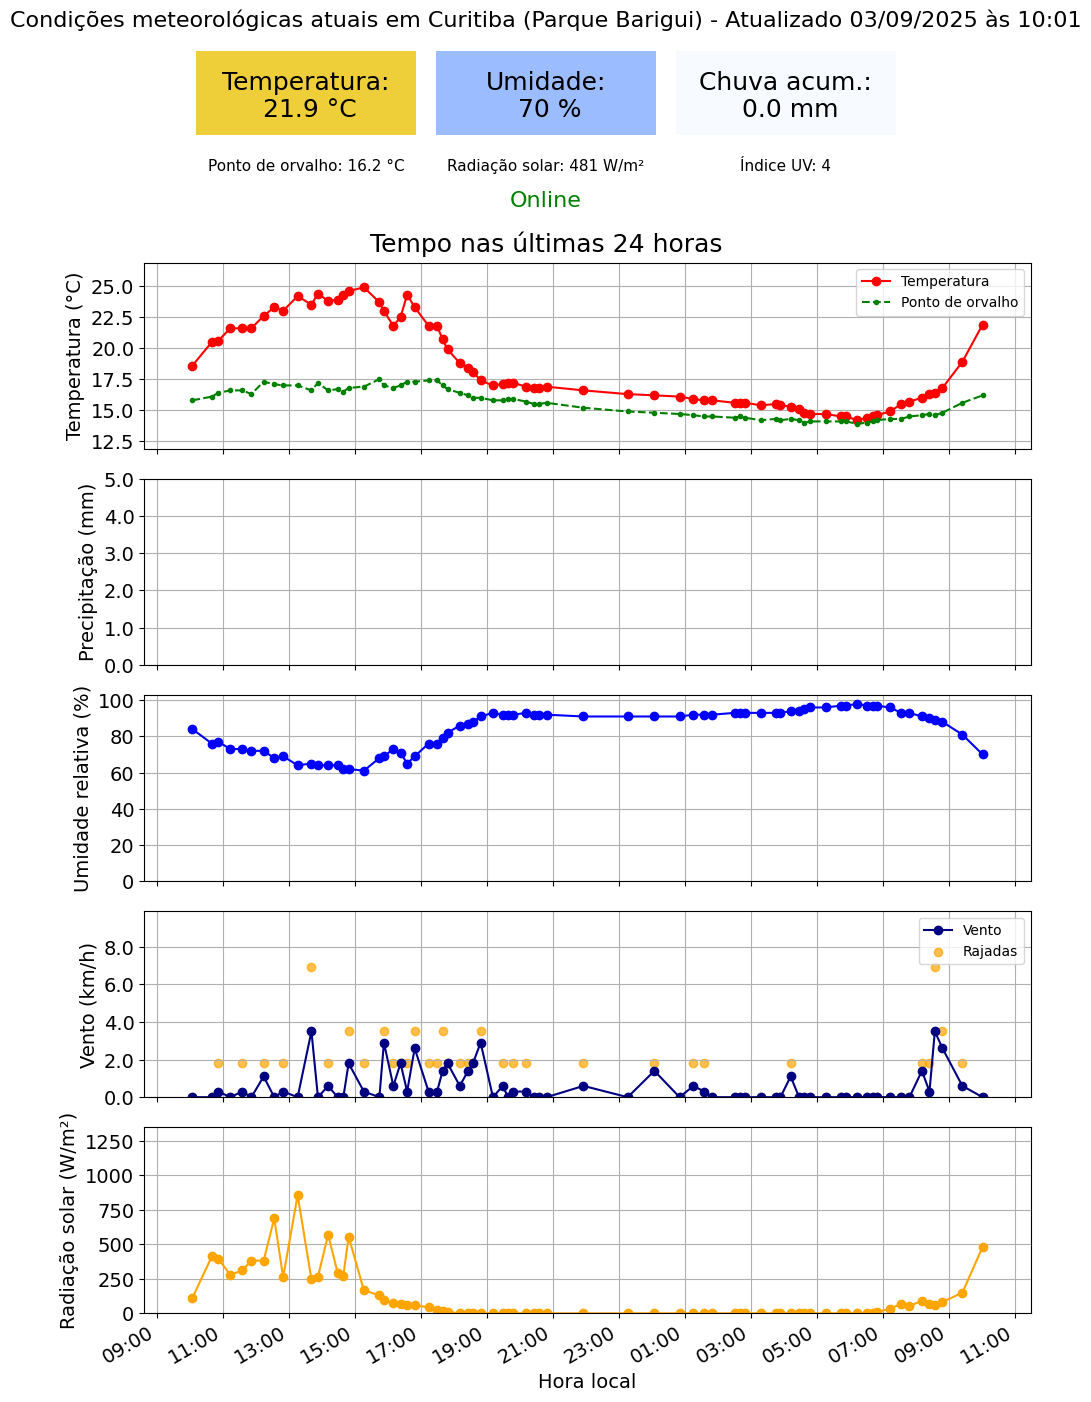 Condições meteorológicas atuais em Curitiba (Parque Barigui) - Atualizado 03/09/2025 às 10:01
Temperatura:
21.9 °C
Umidade:
70 %
Chuva acum.:
0.0 mm
Ponto de orvalho: 16.2 °C
Radiação solar: 481 W/m²
Índice UV: 4
Online
Tempo nas últimas 24 horas
Temperatura (°C)
25.0
22.5
20.0
17.5
15.0
12.5
Temperatura
Ponto de orvalho
Precipitação (mm)
5.0
4.0
3.0
2.0
1.0
0.0
Umidade relativa (%)
100
80
60
40
20
0
Vento (km/h)
8.0
6.0
4.0
2.0
0.0
Vento
Rajadas
Radiação solar (W/m²)
1250
1000
750
500
250
0
09:00
11:00
13:00
15:00
17:00
19:00
21:00
23:00
01:00
03:00
05:00
07:00
09:00
11:00
Hora local